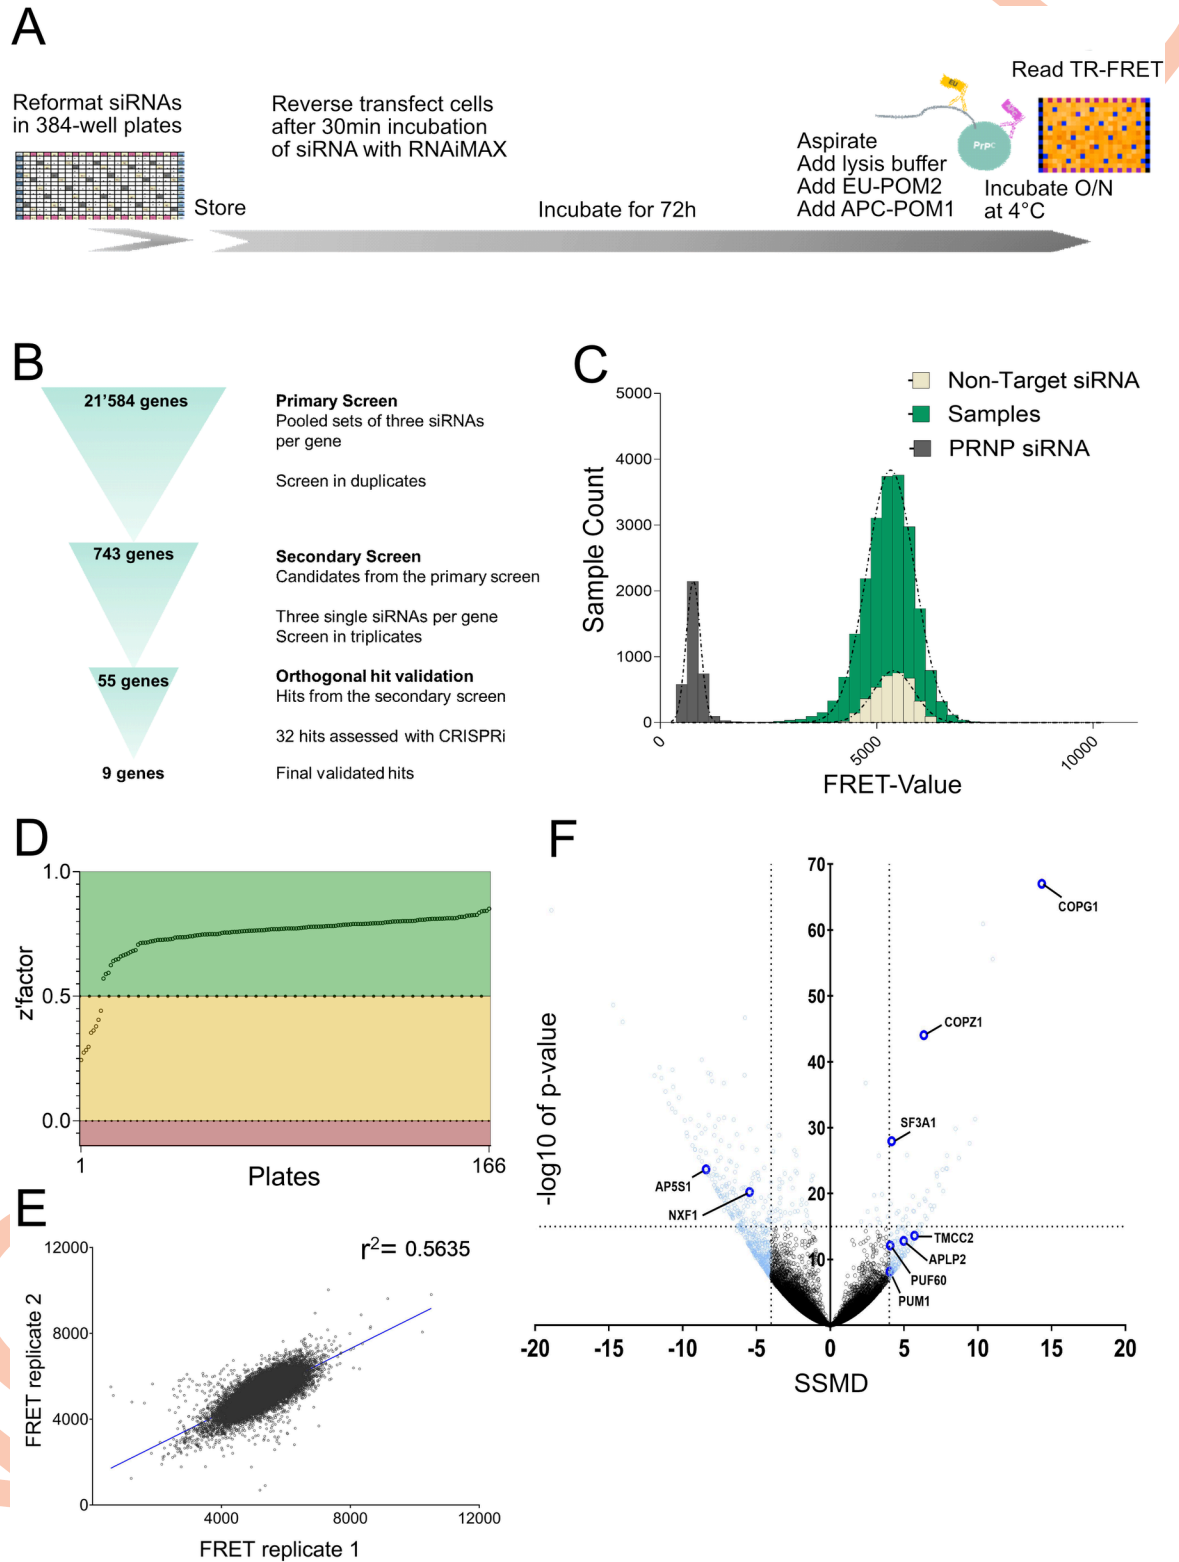 A
Reformat siRNAs
in 384-well plates
Store
Reverse transfect cells
after 30min incubation
of siRNA with RNAiMAX
Incubate for 72h
Aspirate
Add lysis buffer
Add EU-POM2
Add APC-POM1
EU
PrPC
Incubate O/N
at 4°C
Read TR-FRET
B
21'584 genes
Primary Screen
Pooled sets of three siRNAs
per gene
Screen in duplicates
743 genes
Secondary Screen
Candidates from the primary screen
Three single siRNAs per gene
Screen in triplicates
55 genes
Orthogonal hit validation
Hits from the secondary screen
32 hits assessed with CRISPRi
9 genes
Final validated hits
C
Non-Target siRNA
Samples
PRNP siRNA
Sample Count
5000
4000
3000
2000
1000
0
0
5000
10000
FRET-Value
D
z'factor
1.0
0.5
0.0
1
166
Plates
E
r2= 0.5635
FRET replicate 2
12000
8000
4000
0
4000
8000
12000
FRET replicate 1
F
-log10 of p-value
70
60
50
40
30
20
10
COPG1
COPZ1
SF3A1
AP5S1
NXF1
TMCC2
APLP2
PUF60
PUM1
-20
-15
-10
-5
0
5
10
15
20
SSMD